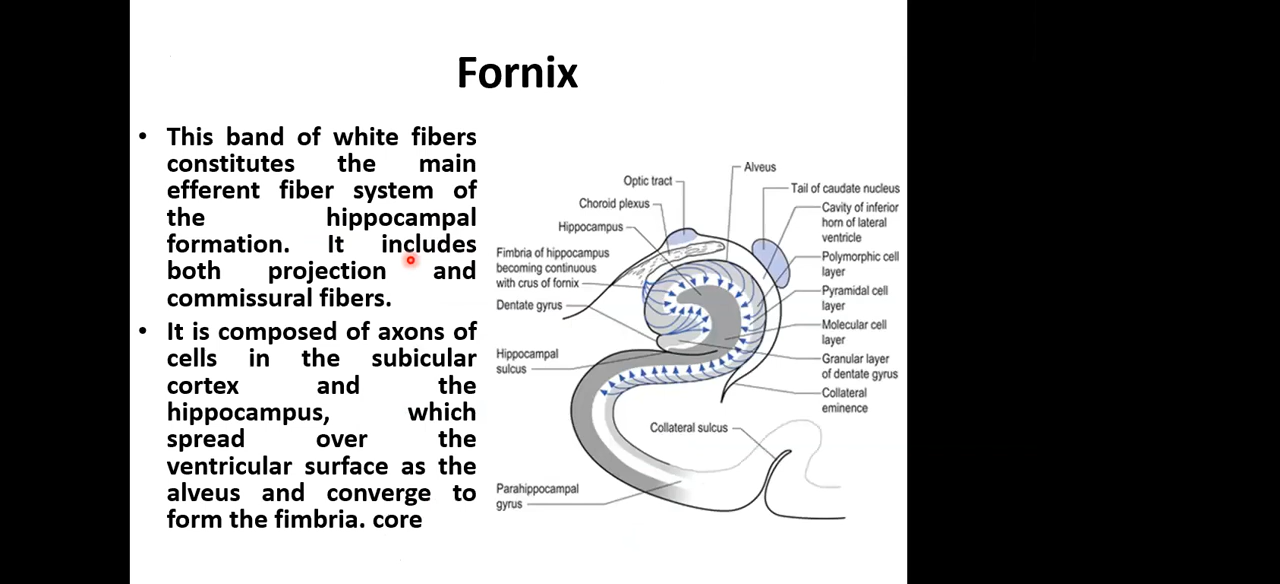 Fornix
• This band of white fibers
constitutes the main
efferent fiber system of
the hippocampal
formation. It includes
both projection and
commissural fibers.
• It is composed of axons of
cells in the subicular
cortex and the
hippocampus, which
spread over the
ventricular surface as the
alveus and converge to
form the fimbria. core
Alveus
Optic tract
Tail of caudate nucleus
Choroid plexus
Cavity of inferior
horn of lateral
ventricle
Hippocampus
Fimbria of hippocampus
becoming continuous
with crus of fornix
Polymorphic cell
layer
Pyramidal cell
layer
Dentate gyrus
Molecular cell
layer
Hippocampal
sulcus
Granular layer
of dentate gyrus
Collateral
eminence
Collateral sulcus
Parahippocampal
gyrus